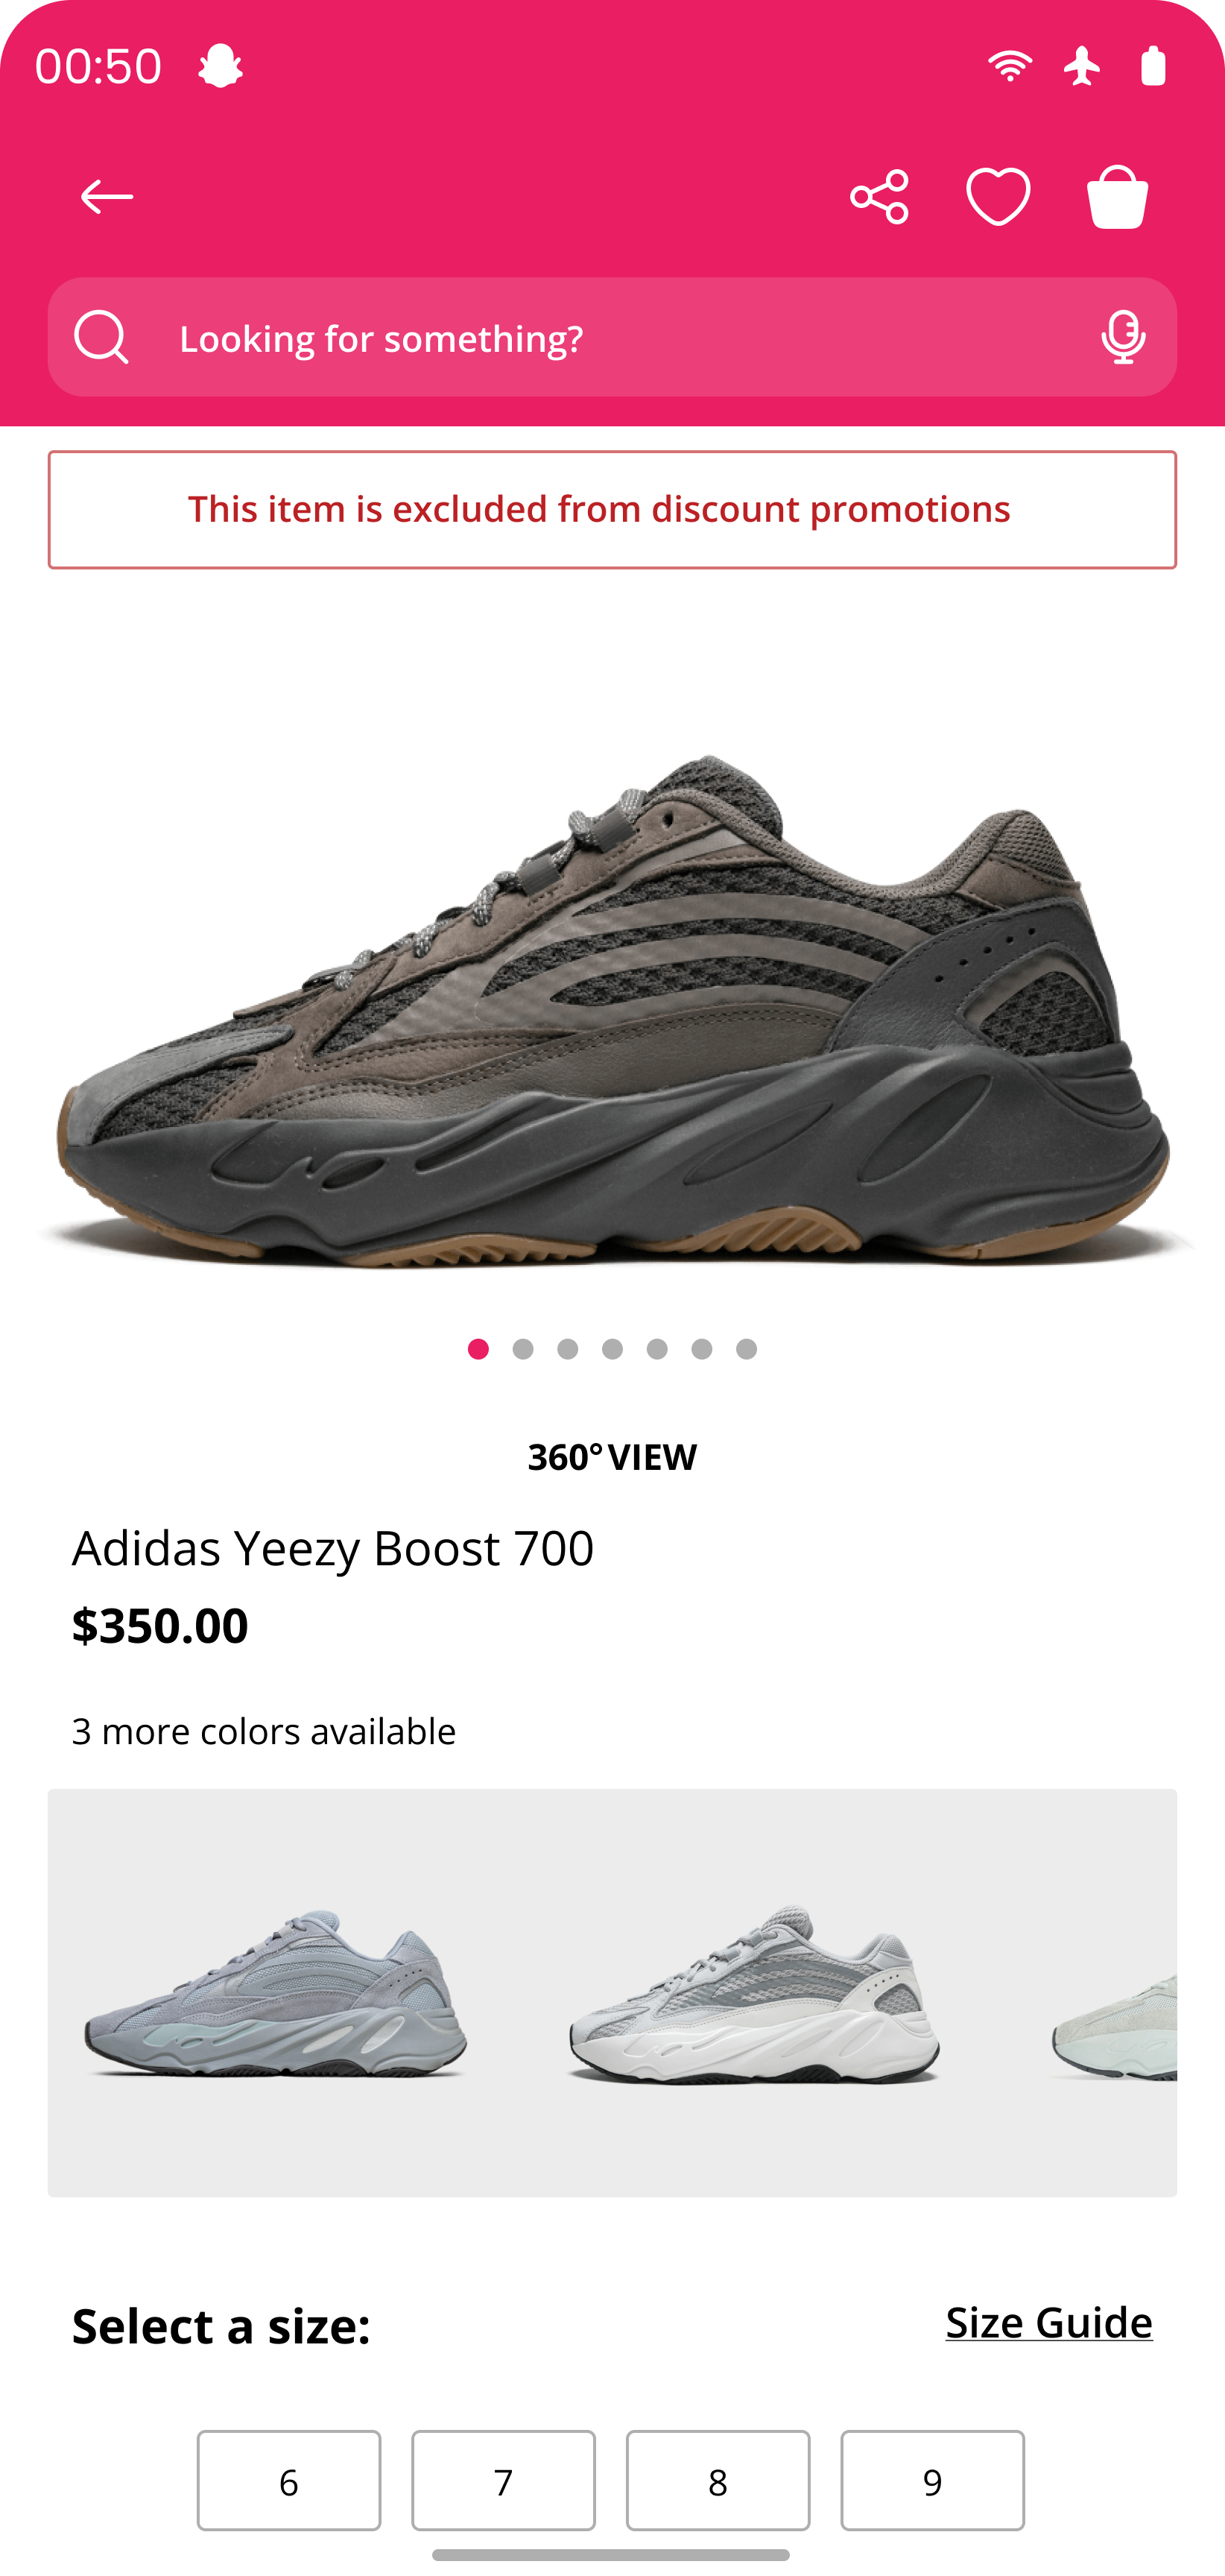 00:50
Looking for something?
This item is excluded from discount promotions
360° VIEW
Adidas Yeezy Boost 700
$350.00
3 more colors available
Select a size:
Size Guide
6 7 8 9